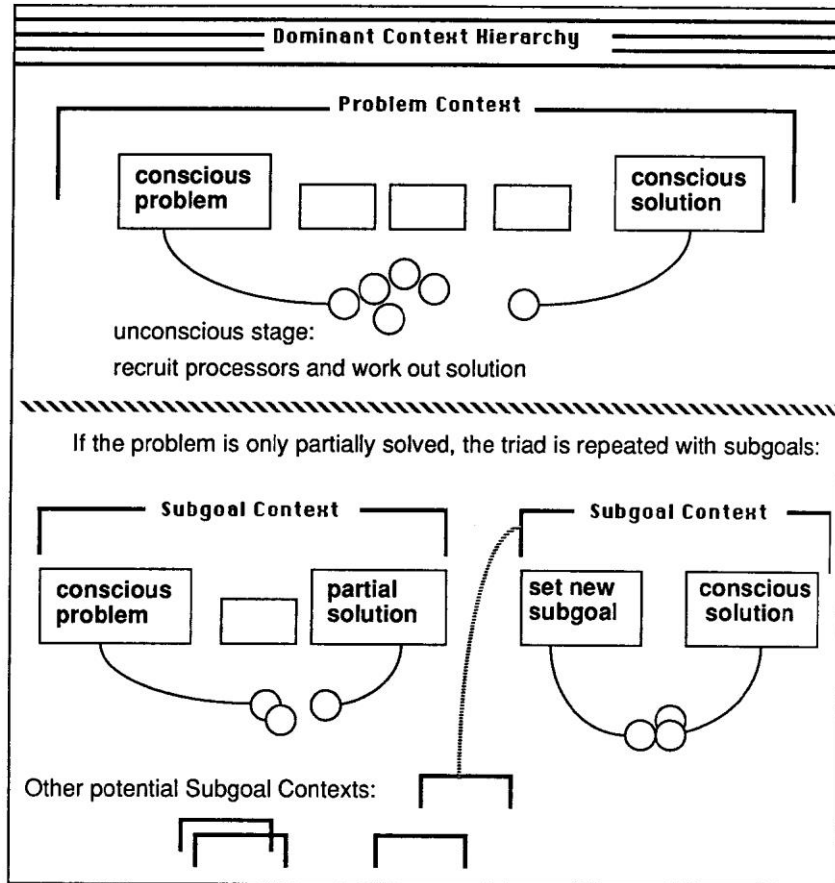 Dominant Context Hierarchy
Problem Context
conscious
problem
conscious
solution
unconscious stage:
recruit processors and work out solution
If the problem is only partially solved, the triad is repeated with subgoals:
Subgoal Context
Subgoal Context
conscious
problem
partial
solution
set new
subgoal
conscious
solution
Other potential Subgoal Contexts: